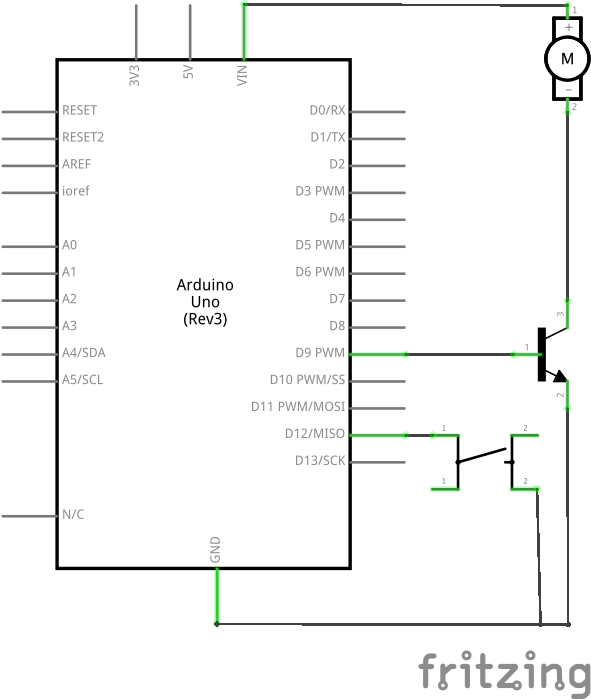 1
+
M
-
2
3V3
5V
VIN
RESET
RESET2
AREF
ioref
A0
A1
A2
A3
A4/SDA
A5/SCL
N/C
Arduino
Uno
(Rev3)
D0/RX
D1/TX
D2
D3 PWM
D4
D5 PWM
D6 PWM
D7
D8
D9 PWM
D10 PWM/SS
D11 PWM/MOSI
D12/MISO
D13/SCK
GND
3
1
2
1
2
1
2
fritzing